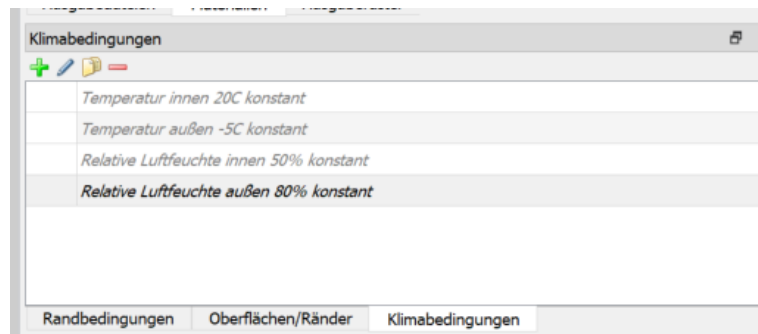 Klimabedingungen
Temperatur innen 20C konstant
Temperatur außen -5C konstant
Relative Luftfeuchte innen 50% konstant
Relative Luftfeuchte außen 80% konstant
Randbedingungen Oberflächen/Ränder Klimabedingungen